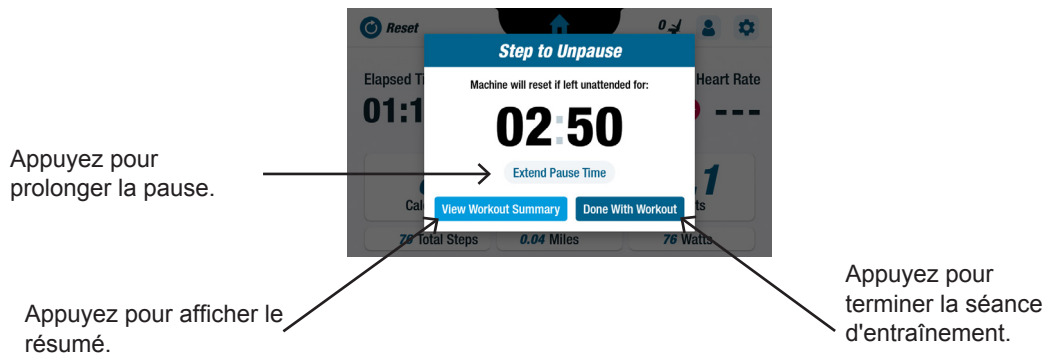 Reset
0
Step to Unpause
Elapsed Ti
Heart Rate
Machine will reset if left unattended for:
01:1
02:50
---
Appuyez pour
prolonger la pause.
Extend Pause Time
1
Cal
View Workout Summary
Done With Workout
ts
76 Total Steps
0.04 Miles
76 Watts
Appuyez pour afficher le
résumé.
Appuyez pour
terminer la séance
d'entraînement.